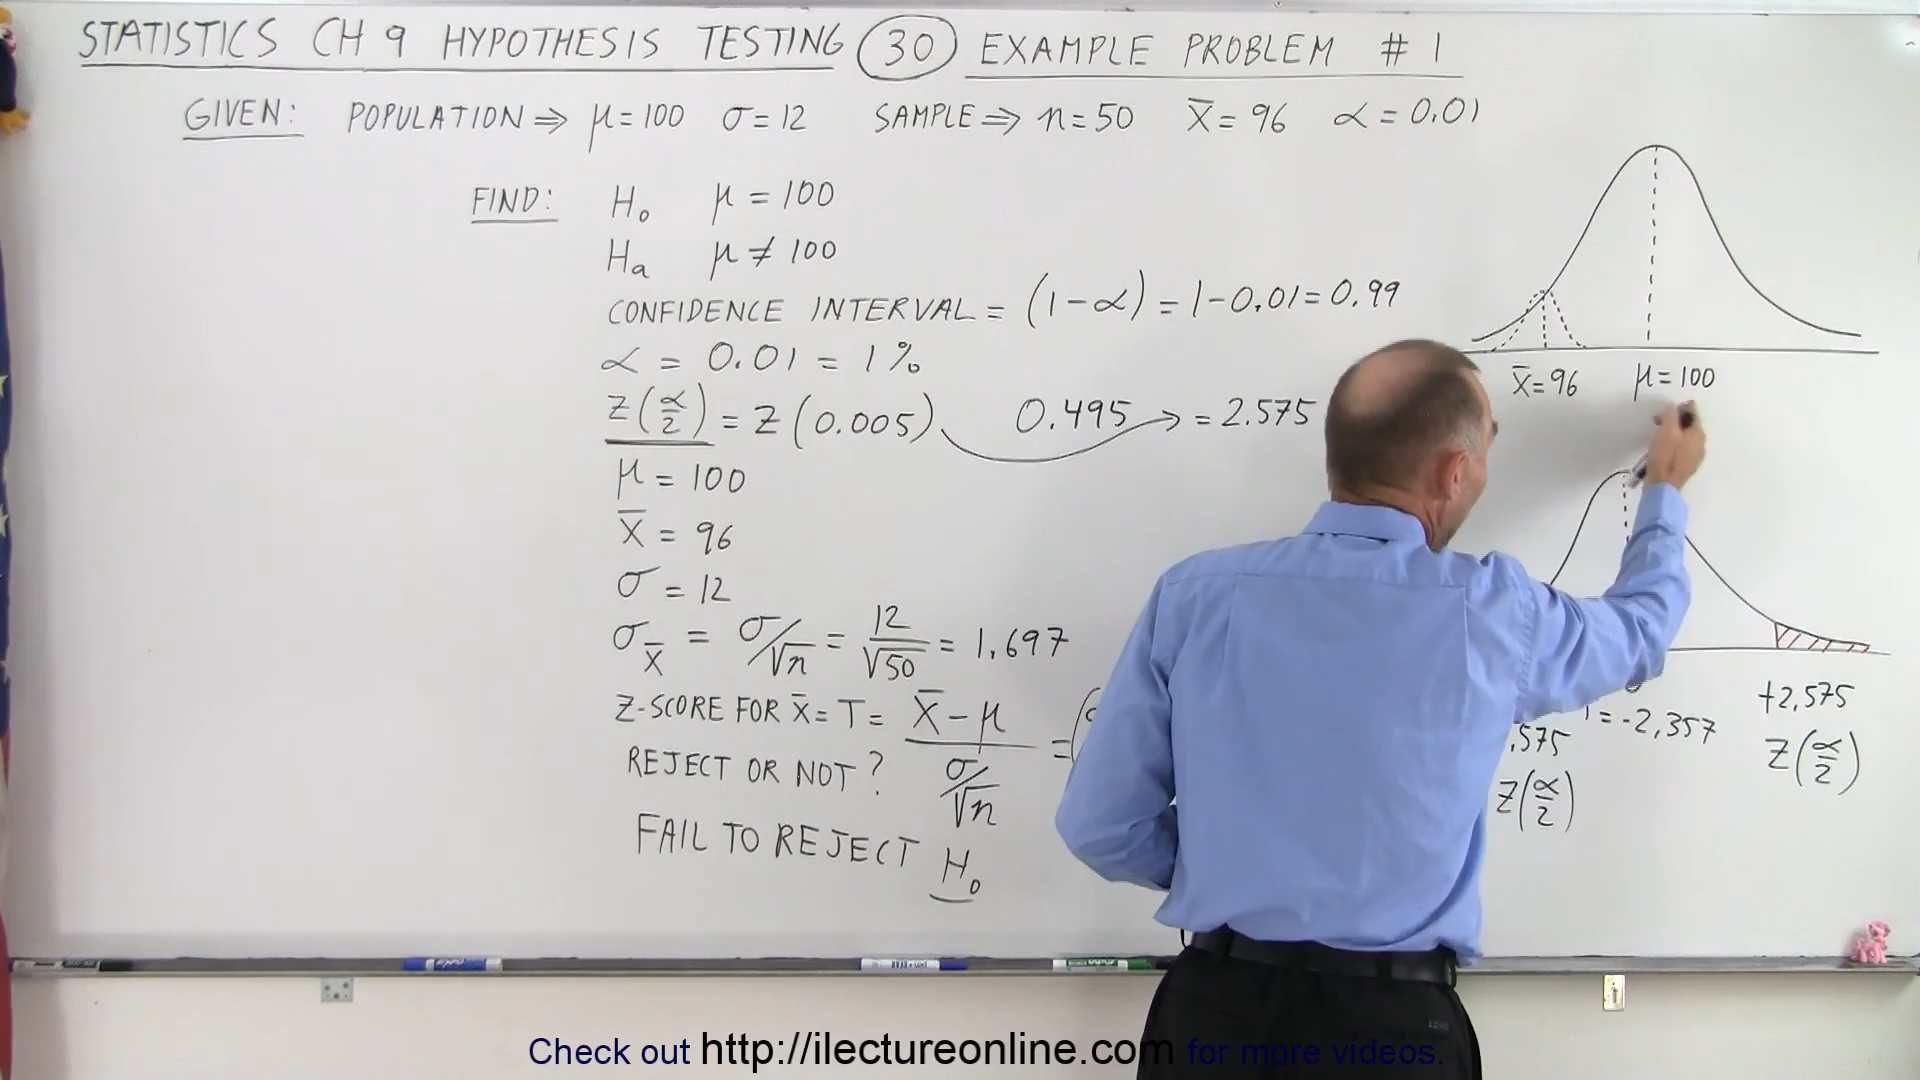 STATISTICS CH 9 HYPOTHESIS TESTING 30 EXAMPLE PROBLEM # 1
GIVEN: POPULATION ⇒ μ=100 σ=12 SAMPLE ⇒ n=50 x̄=96 α=0.01
FIND: H₀ μ = 100
Hₐ μ ≠ 100
CONFIDENCE INTERVAL = (1-α) = 1-0.01=0.99
α = 0.01 = 1%
Z(α/2) = Z(0.005) 0.495 → = 2.575
μ = 100
x̄ = 96
σ = 12
σx̄ = σ/√n = 12/√50 = 1.697
Z-SCORE FOR x̄ = T = (x̄ - μ)/(σ/√n) = (
REJECT OR NOT?
FAIL TO REJECT H₀
x̄=96 μ=100
.575 = -2,357 +2,575
Z(α/2) Z(α/2)
Check out http://ilectureonline.com for more videos.